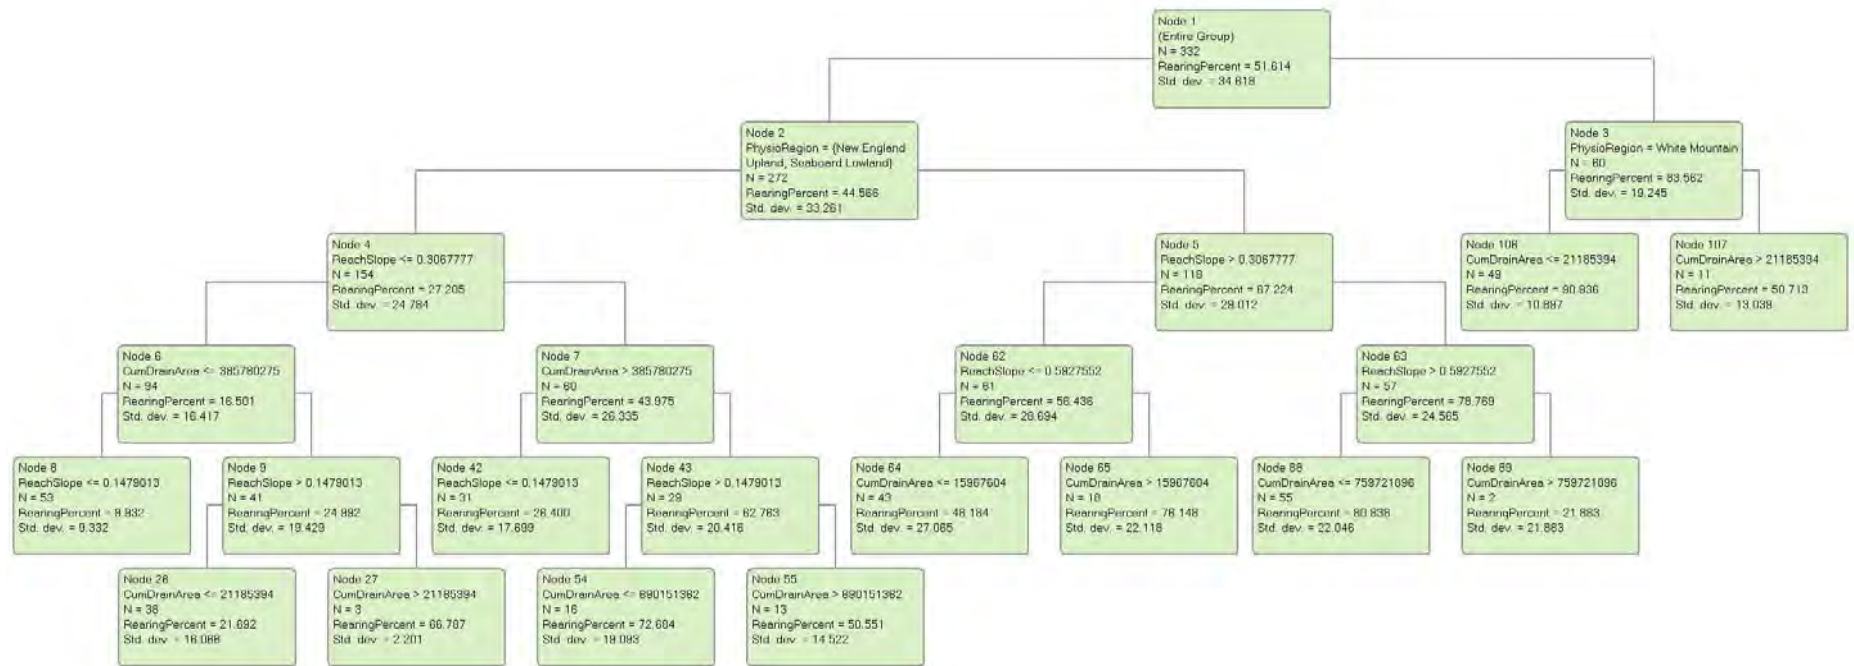 Node 1
(Entire Group)
N = 332
RearingPercent = 51.614
Std. dev. = 34.618
Node 2
PhysioRegion = {New England
Upland, Seaboard Lowland}
N = 272
RearingPercent = 44.566
Std. dev. = 33.261
Node 3
PhysioRegion = White Mountain
N = 60
RearingPercent = 83.562
Std. dev. = 19.245
Node 4
ReachSlope <= 0.3067777
N = 154
RearingPercent = 27.205
Std. dev. = 24.784
Node 5
ReachSlope > 0.3067777
N = 118
RearingPercent = 67.224
Std. dev. = 28.012
Node 106
CumDrainArea <= 21185394
N = 49
RearingPercent = 90.936
Std. dev. = 10.887
Node 107
CumDrainArea > 21185394
N = 11
RearingPercent = 50.713
Std. dev. = 13.038
Node 6
CumDrainArea <= 385780275
N = 94
RearingPercent = 16.501
Std. dev. = 16.417
Node 7
CumDrainArea > 385780275
N = 60
RearingPercent = 43.975
Std. dev. = 26.335
Node 62
ReachSlope <= 0.5927552
N = 61
RearingPercent = 56.436
Std. dev. = 26.694
Node 63
ReachSlope > 0.5927552
N = 57
RearingPercent = 78.769
Std. dev. = 24.565
Node 8
ReachSlope <= 0.1479013
N = 53
RearingPercent = 9.932
Std. dev. = 9.332
Node 9
ReachSlope > 0.1479013
N = 41
RearingPercent = 24.992
Std. dev. = 19.429
Node 42
ReachSlope <= 0.1479013
N = 31
RearingPercent = 26.400
Std. dev. = 17.699
Node 43
ReachSlope > 0.1479013
N = 29
RearingPercent = 62.763
Std. dev. = 20.416
Node 64
CumDrainArea <= 15967604
N = 43
RearingPercent = 48.184
Std. dev. = 27.065
Node 65
CumDrainArea > 15967604
N = 18
RearingPercent = 76.148
Std. dev. = 22.118
Node 88
CumDrainArea <= 759721096
N = 55
RearingPercent = 80.838
Std. dev. = 22.046
Node 89
CumDrainArea > 759721096
N = 2
RearingPercent = 21.883
Std. dev. = 21.883
Node 26
CumDrainArea <= 21185394
N = 38
RearingPercent = 21.692
Std. dev. = 16.088
Node 27
CumDrainArea > 21185394
N = 3
RearingPercent = 66.787
Std. dev. = 2.201
Node 54
CumDrainArea <= 890151382
N = 16
RearingPercent = 72.684
Std. dev. = 19.093
Node 55
CumDrainArea > 890151382
N = 13
RearingPercent = 50.551
Std. dev. = 14.522